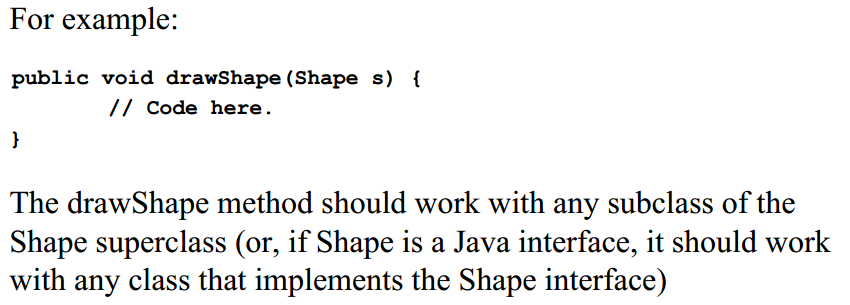 For example:
public void drawShape(Shape s) {
// Code here.
}
The drawShape method should work with any subclass of the
Shape superclass (or, if Shape is a Java interface, it should work
with any class that implements the Shape interface)